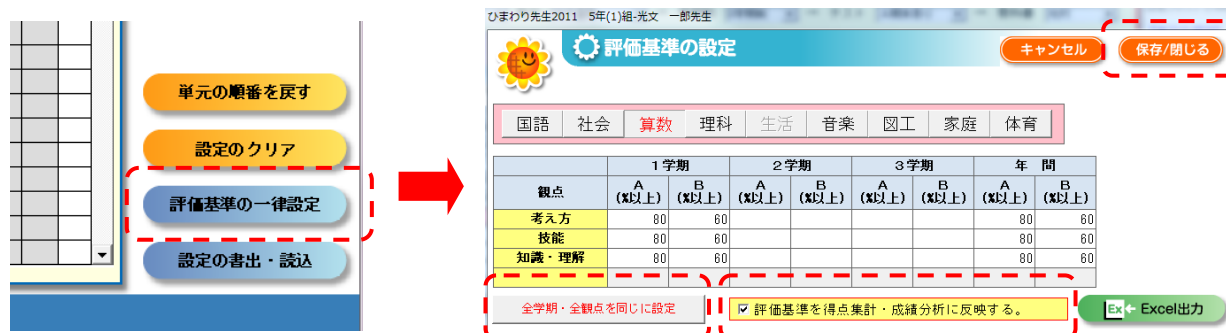 単元の順番を戻す
設定のクリア
評価基準の一律設定
設定の書出・読込
ひまわり先生2011 5年(1)組-光文 一郎先生
評価基準の設定
キャンセル
保存/閉じる
国語 社会 算数 理科 生活 音楽 図工 家庭 体育
1学期 2学期 3学期 年 間
観点 A (%以上) B (%以上) A (%以上) B (%以上) A (%以上) B (%以上) A (%以上) B (%以上)
考え方 80 60 80 60
技能 80 60 80 60
知識・理解 80 60 80 60
全学期・全観点を同じに設定
評価基準を得点集計・成績分析に反映する。
Ex Excel出力